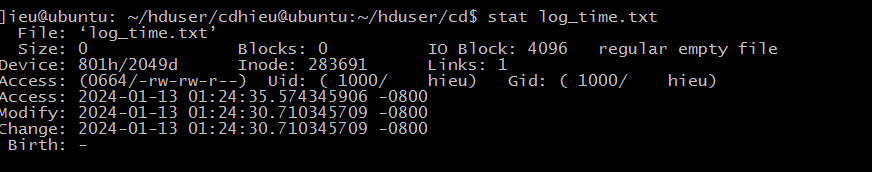 ]ieu@ubuntu: ~/hduser/cdhieu@ubuntu:~/hduser/cd$ stat log_time.txt
  File: ‘log_time.txt’
  Size: 0               Blocks: 0          IO Block: 4096   regular empty file
Device: 801h/2049d      Inode: 283691      Links: 1
Access: (0664/-rw-rw-r--)  Uid: ( 1000/    hieu)   Gid: ( 1000/    hieu)
Access: 2024-01-13 01:24:35.574345906 -0800
Modify: 2024-01-13 01:24:30.710345709 -0800
Change: 2024-01-13 01:24:30.710345709 -0800
 Birth: -